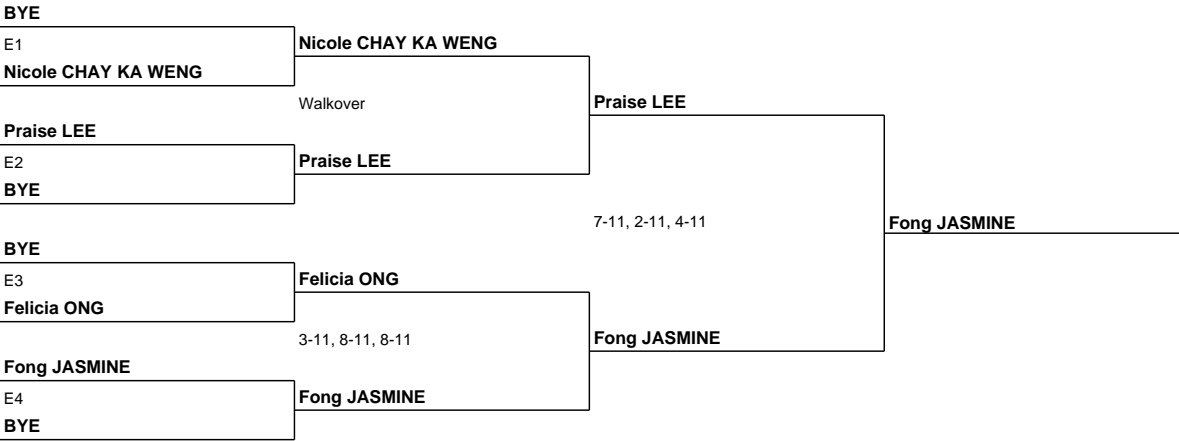 BYE
E1
Nicole CHAY KA WENG
Nicole CHAY KA WENG
Walkover
Praise LEE
Praise LEE
E2
Praise LEE
BYE
7-11, 2-11, 4-11
Fong JASMINE
BYE
E3
Felicia ONG
Felicia ONG
3-11, 8-11, 8-11
Fong JASMINE
Fong JASMINE
E4
Fong JASMINE
BYE